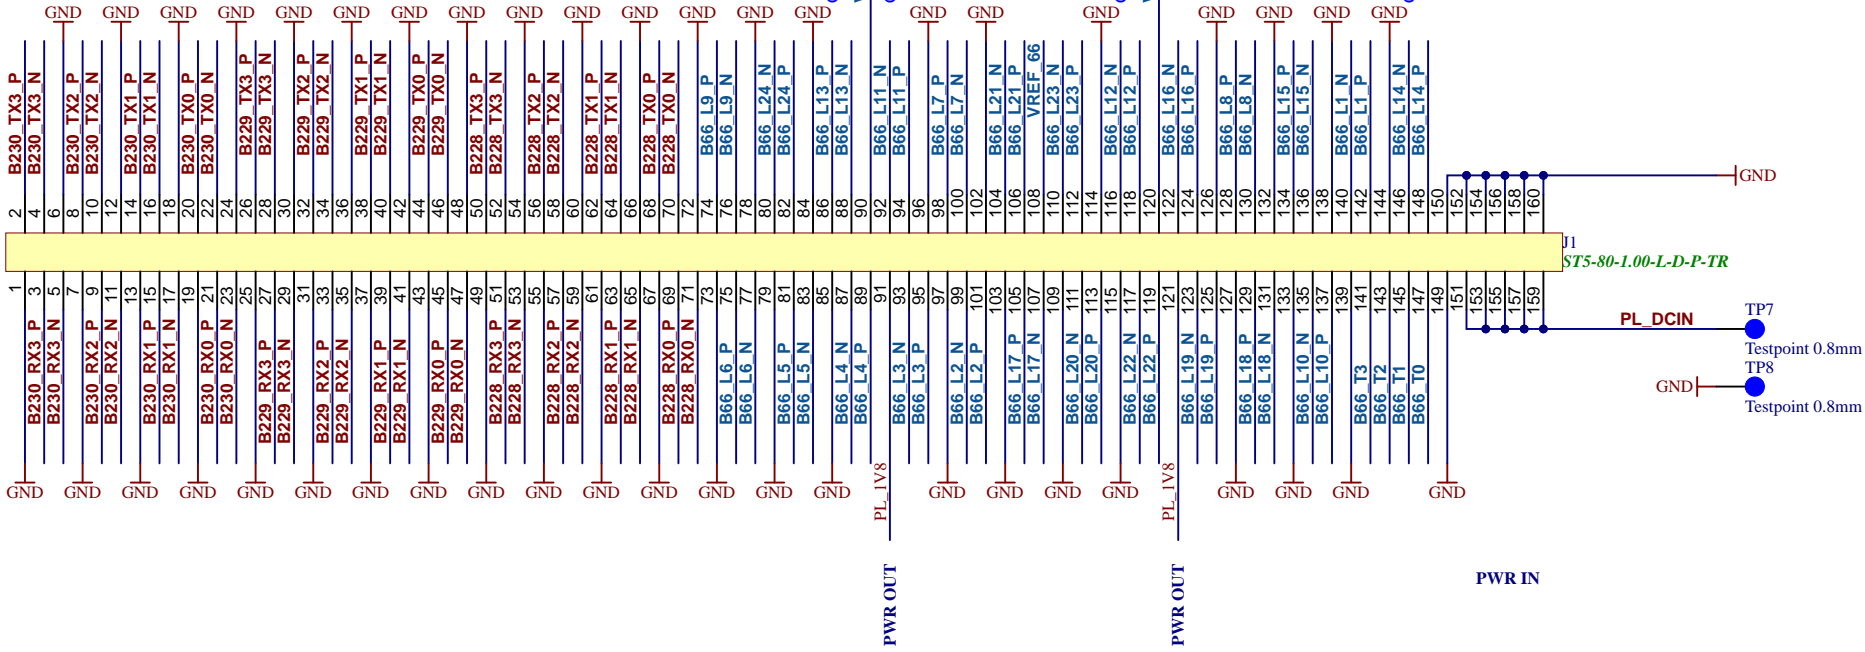 GND GND GND GND GND GND GND GND GND GND GND GND GND GND GND GND GND GND GND GND GND GND
B230_TX3_P
B230_TX3_N
B230_TX2_P
B230_TX2_N
B230_TX1_P
B230_TX1_N
B230_TX0_P
B230_TX0_N
B229_TX3_P
B229_TX3_N
B229_TX2_P
B229_TX2_N
B229_TX1_P
B229_TX1_N
B229_TX0_P
B229_TX0_N
B228_TX3_P
B228_TX3_N
B228_TX2_P
B228_TX2_N
B228_TX1_P
B228_TX1_N
B228_TX0_P
B228_TX0_N
B66_L9_P
B66_L9_N
B66_L24_N
B66_L24_P
B66_L13_P
B66_L13_N
B66_L11_N
B66_L11_P
B66_L7_P
B66_L7_N
B66_L21_N
B66_L21_P
VREF_66
B66_L23_N
B66_L23_P
B66_L12_N
B66_L12_P
B66_L16_N
B66_L16_P
B66_L8_P
B66_L8_N
B66_L15_P
B66_L15_N
B66_L1_N
B66_L1_P
B66_L14_N
B66_L14_P
GND
2 4 6 8 10 12 14 16 18 20 22 24 26 28 30 32 34 36 38 40 42 44 46 48 50 52 54 56 58 60 62 64 66 68 70 72 74 76 78 80 82 84 86 88 90 92 94 96 98 100 102 104 106 108 110 112 114 116 118 120 122 124 126 128 130 132 134 136 138 140 142 144 146 148 150 152 154 156 158 160
J1
ST5-80-1.00-L-D-P-TR
1 3 5 7 9 11 13 15 17 19 21 23 25 27 29 31 33 35 37 39 41 43 45 47 49 51 53 55 57 59 61 63 65 67 69 71 73 75 77 79 81 83 85 87 89 91 93 95 97 99 101 103 105 107 109 111 113 115 117 119 121 123 125 127 129 131 133 135 137 139 141 143 145 147 149 151 153 155 157 159
B230_RX3_P
B230_RX3_N
B230_RX2_P
B230_RX2_N
B230_RX1_P
B230_RX1_N
B230_RX0_P
B230_RX0_N
B229_RX3_P
B229_RX3_N
B229_RX2_P
B229_RX2_N
B229_RX1_P
B229_RX1_N
B229_RX0_P
B229_RX0_N
B228_RX3_P
B228_RX3_N
B228_RX2_P
B228_RX2_N
B228_RX1_P
B228_RX1_N
B228_RX0_P
B228_RX0_N
B66_L6_P
B66_L6_N
B66_L5_P
B66_L5_N
B66_L4_N
B66_L4_P
B66_L3_N
B66_L3_P
B66_L2_N
B66_L2_P
B66_L17_P
B66_L17_N
B66_L20_N
B66_L20_P
B66_L22_N
B66_L22_P
B66_L19_N
B66_L19_P
B66_L18_P
B66_L18_N
B66_L10_N
B66_L10_P
B66_T3
B66_T2
B66_T1
B66_T0
PL_DCIN
TP7
Testpoint 0.8mm
TP8
GND
Testpoint 0.8mm
GND GND GND GND GND GND GND GND GND GND GND GND GND GND GND GND GND GND GND GND GND GND GND
PL_1V8
PL_1V8
PWR OUT
PWR OUT
PWR IN